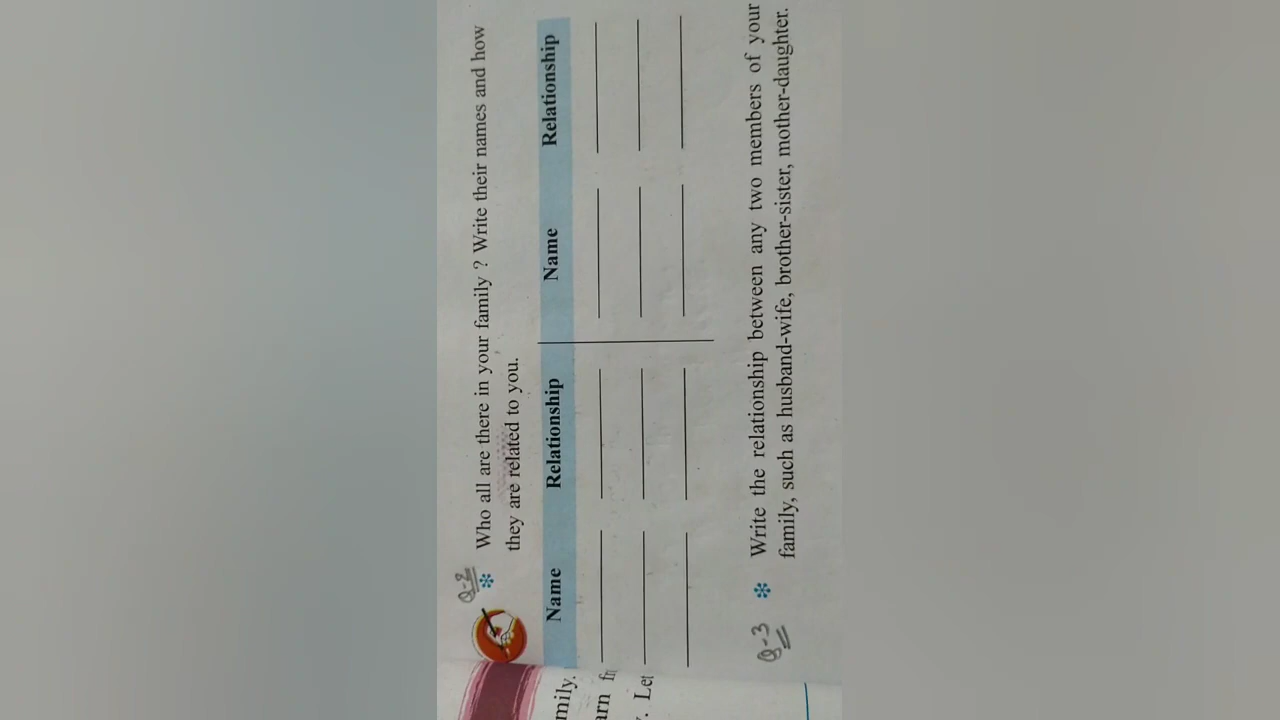 Q-2
* Who all are there in your family ? Write their names and how
they are related to you.
Name Relationship Name Relationship
Q-3
* Write the relationship between any two members of your
family, such as husband-wife, brother-sister, mother-daughter.
mily.
arn
. Let